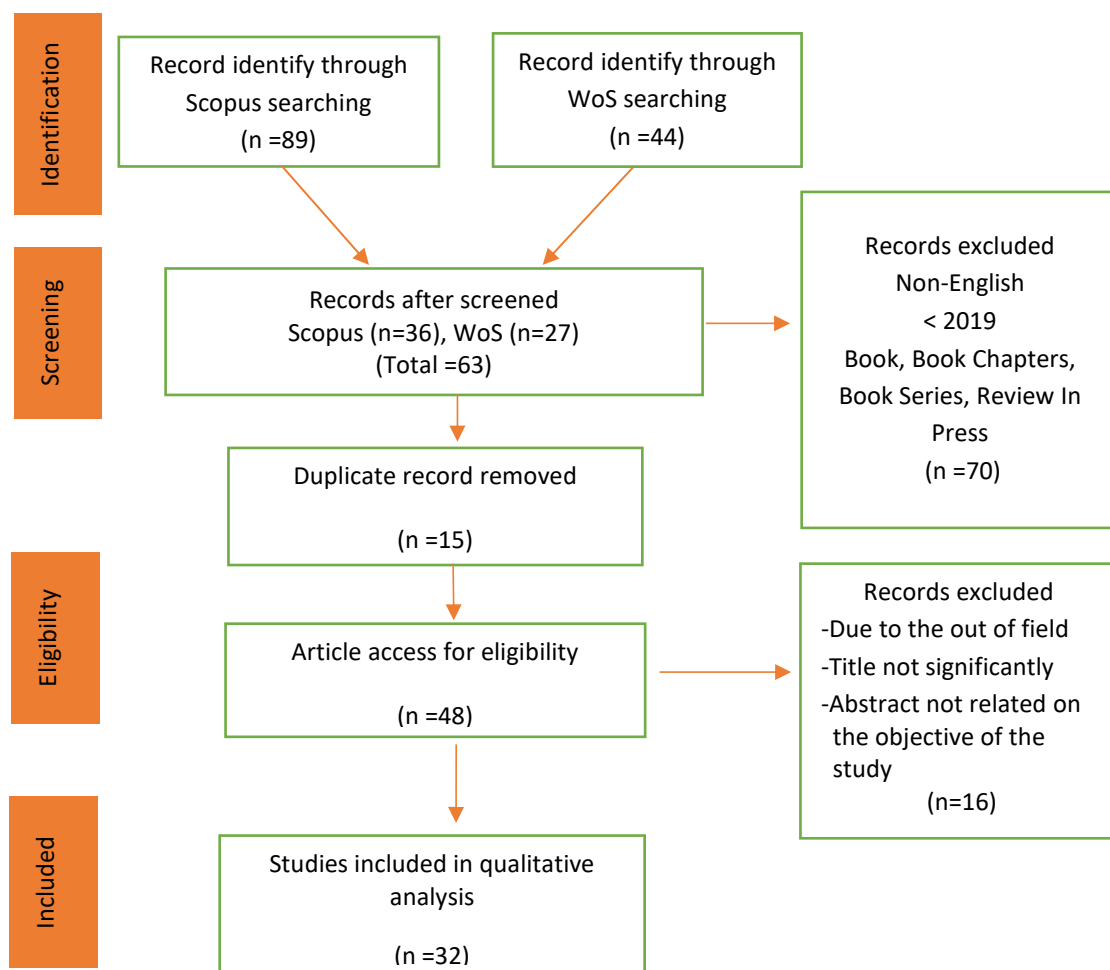 Identification
Record identify through
Scopus searching
(n =89)
Record identify through
WoS searching
(n =44)
Screening
Records after screened
Scopus (n=36), WoS (n=27)
(Total =63)
Records excluded
Non-English
< 2019
Book, Book Chapters,
Book Series, Review In
Press
(n =70)
Duplicate record removed
(n =15)
Eligibility
Article access for eligibility
(n =48)
Records excluded
-Due to the out of field
-Title not significantly
-Abstract not related on
the objective of the
study
(n=16)
Included
Studies included in qualitative
analysis
(n =32)